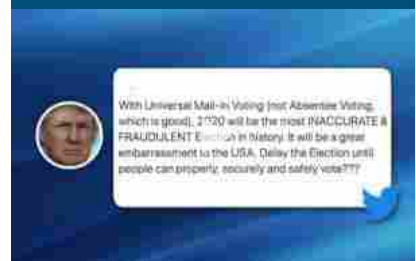 With Universal Mail-In Voting (not Absentee Voting,
which is good), 2020 will be the most INACCURATE &
FRAUDULENT Election in history. It will be a great
embarrassment to the USA. Delay the Election until
people can properly, securely and safely vote???